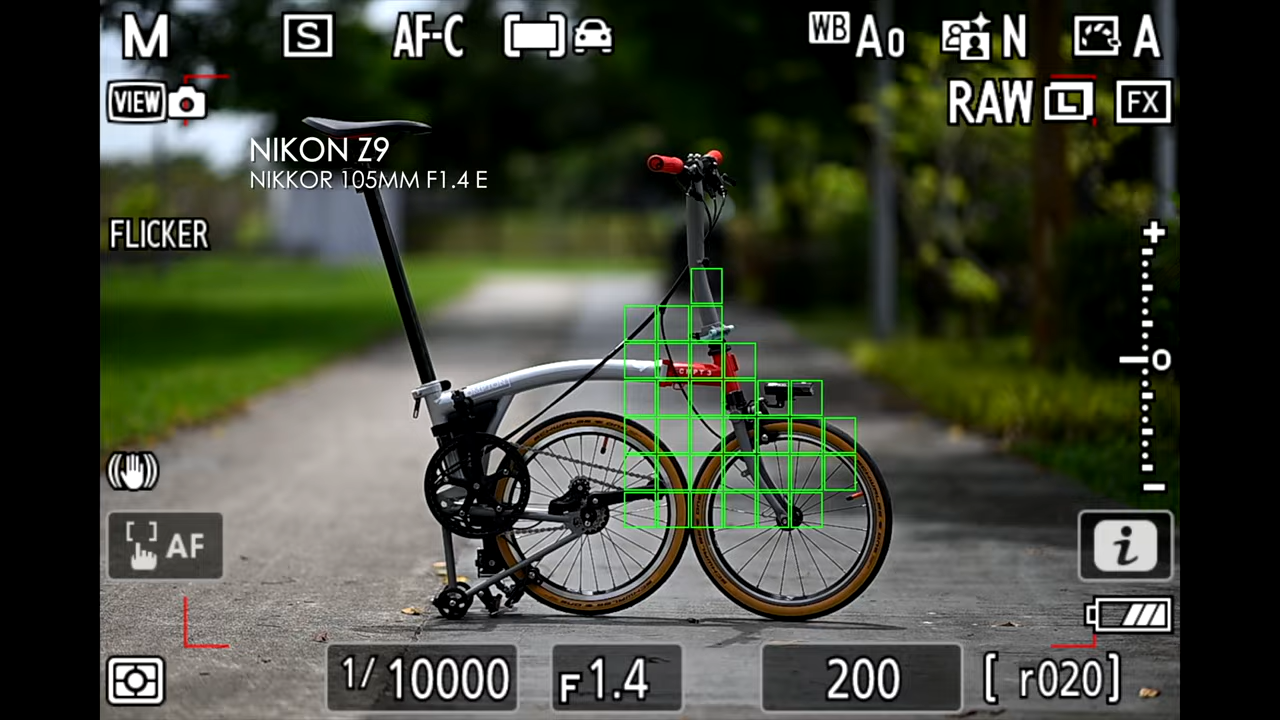 M S AF-C WB A0 N A
VIEW RAW L FX
NIKON Z9
NIKKOR 105MM F1.4 E
FLICKER
CHPT3
AF i
1/10000 F1.4 200 [ r020]